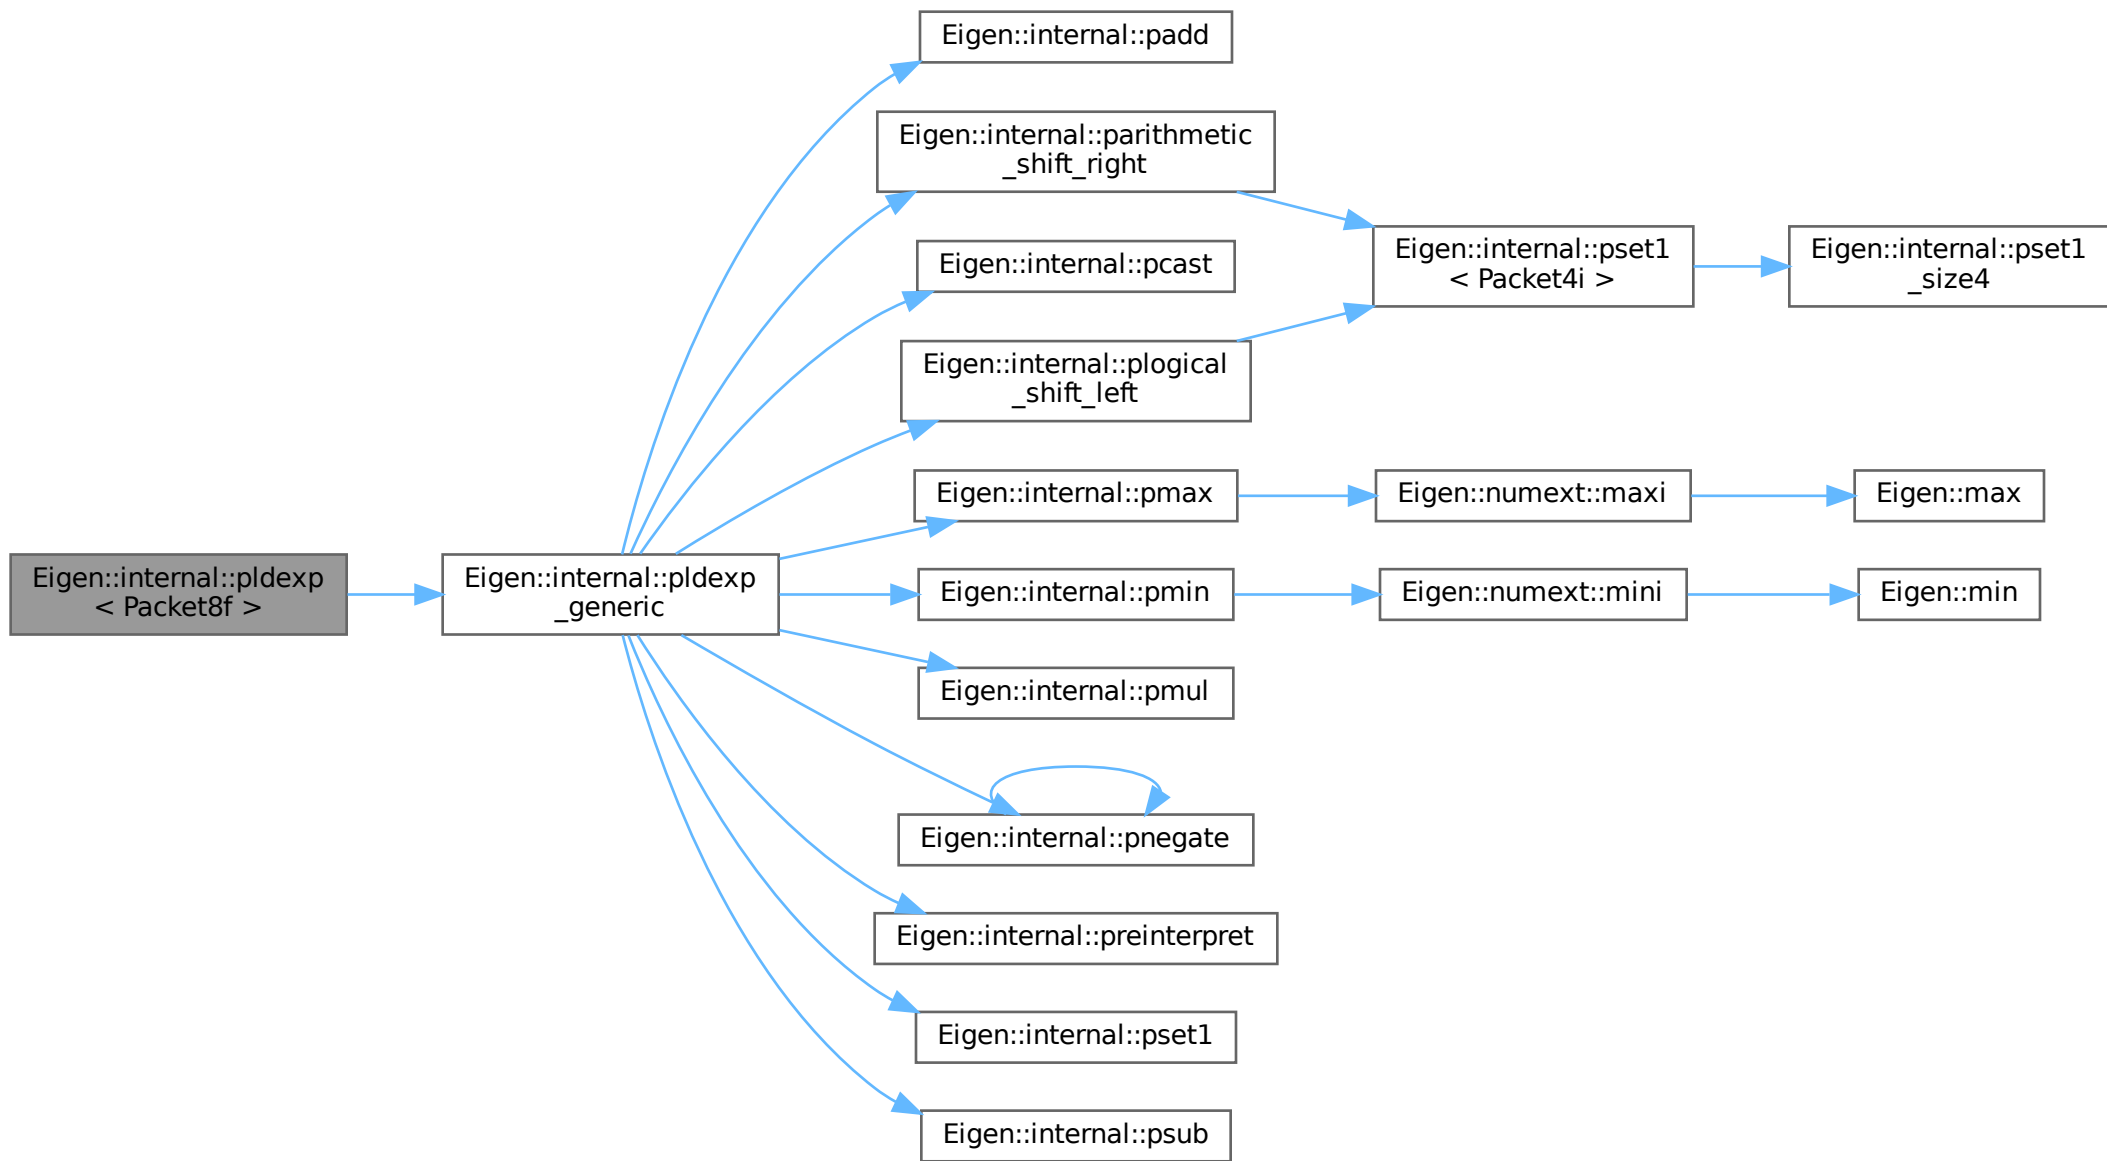 Eigen::internal::pldexp
< Packet8f >
Eigen::internal::pldexp
_generic
Eigen::internal::padd
Eigen::internal::parithmetic
_shift_right
Eigen::internal::pcast
Eigen::internal::plogical
_shift_left
Eigen::internal::pset1
< Packet4i >
Eigen::internal::pset1
_size4
Eigen::internal::pmax
Eigen::numext::maxi
Eigen::max
Eigen::internal::pmin
Eigen::numext::mini
Eigen::min
Eigen::internal::pmul
Eigen::internal::pnegate
Eigen::internal::preinterpret
Eigen::internal::pset1
Eigen::internal::psub